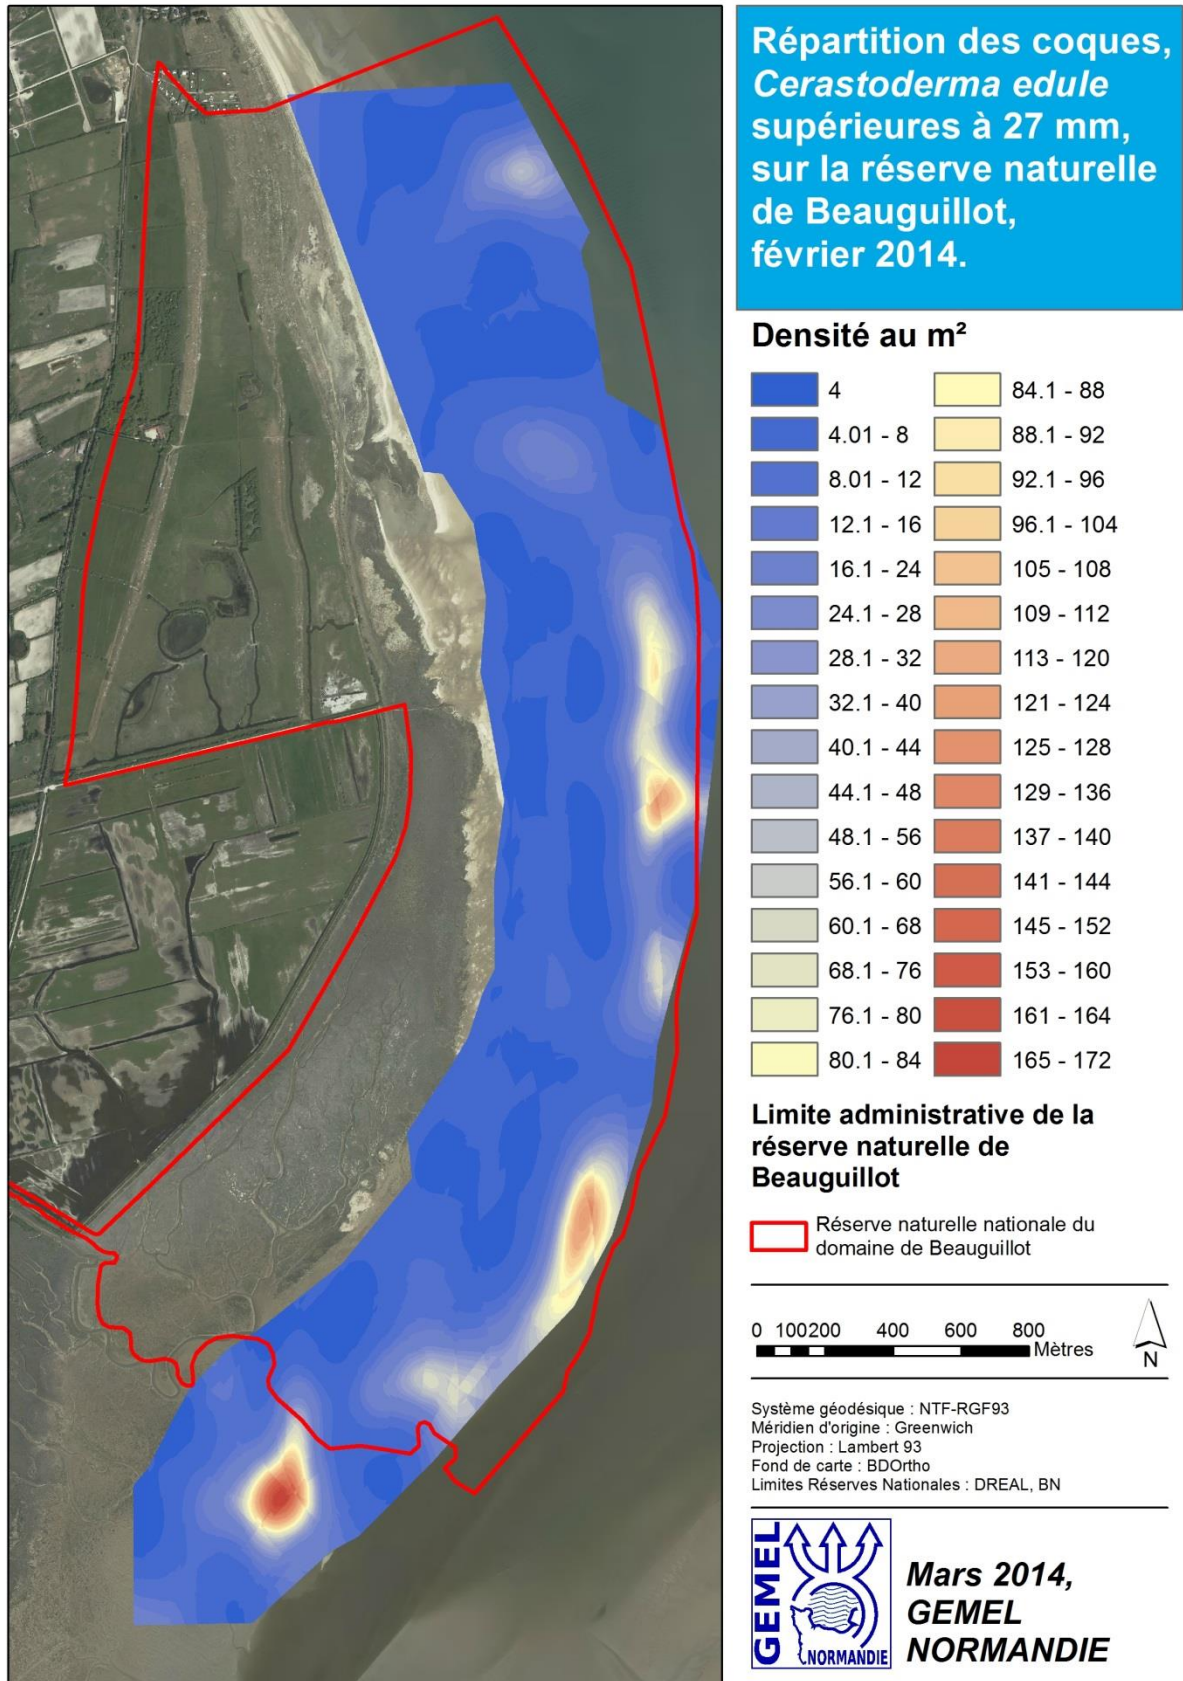 Répartition des coques,
Cerastoderma edule
supérieures à 27 mm,
sur la réserve naturelle
de Beauguillot,
février 2014.
Densité au m²
4
4.01 - 8
8.01 - 12
12.1 - 16
16.1 - 24
24.1 - 28
28.1 - 32
32.1 - 40
40.1 - 44
44.1 - 48
48.1 - 56
56.1 - 60
60.1 - 68
68.1 - 76
76.1 - 80
80.1 - 84
84.1 - 88
88.1 - 92
92.1 - 96
96.1 - 104
105 - 108
109 - 112
113 - 120
121 - 124
125 - 128
129 - 136
137 - 140
141 - 144
145 - 152
153 - 160
161 - 164
165 - 172
Limite administrative de la
réserve naturelle de
Beauguillot
Réserve naturelle nationale du
domaine de Beauguillot
0 100 200 400 600 800
Mètres
N
Système géodésique : NTF-RGF93
Méridien d'origine : Greenwich
Projection : Lambert 93
Fond de carte : BDOrtho
Limites Réserves Nationales : DREAL, BN
GEMEL
NORMANDIE
Mars 2014,
GEMEL
NORMANDIE